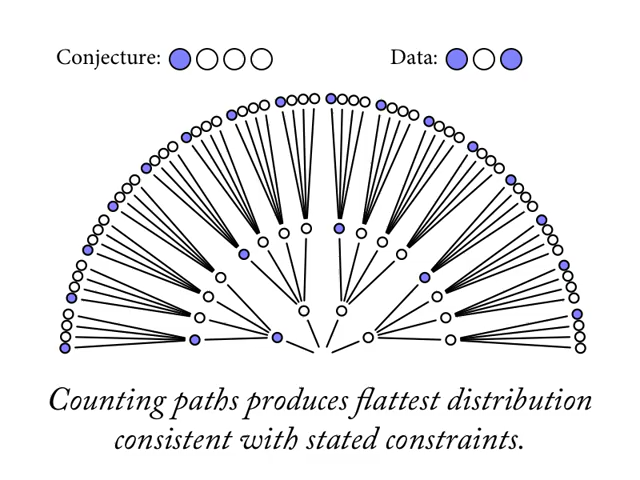 Conjecture:
Data:
Counting paths produces flattest distribution
consistent with stated constraints.